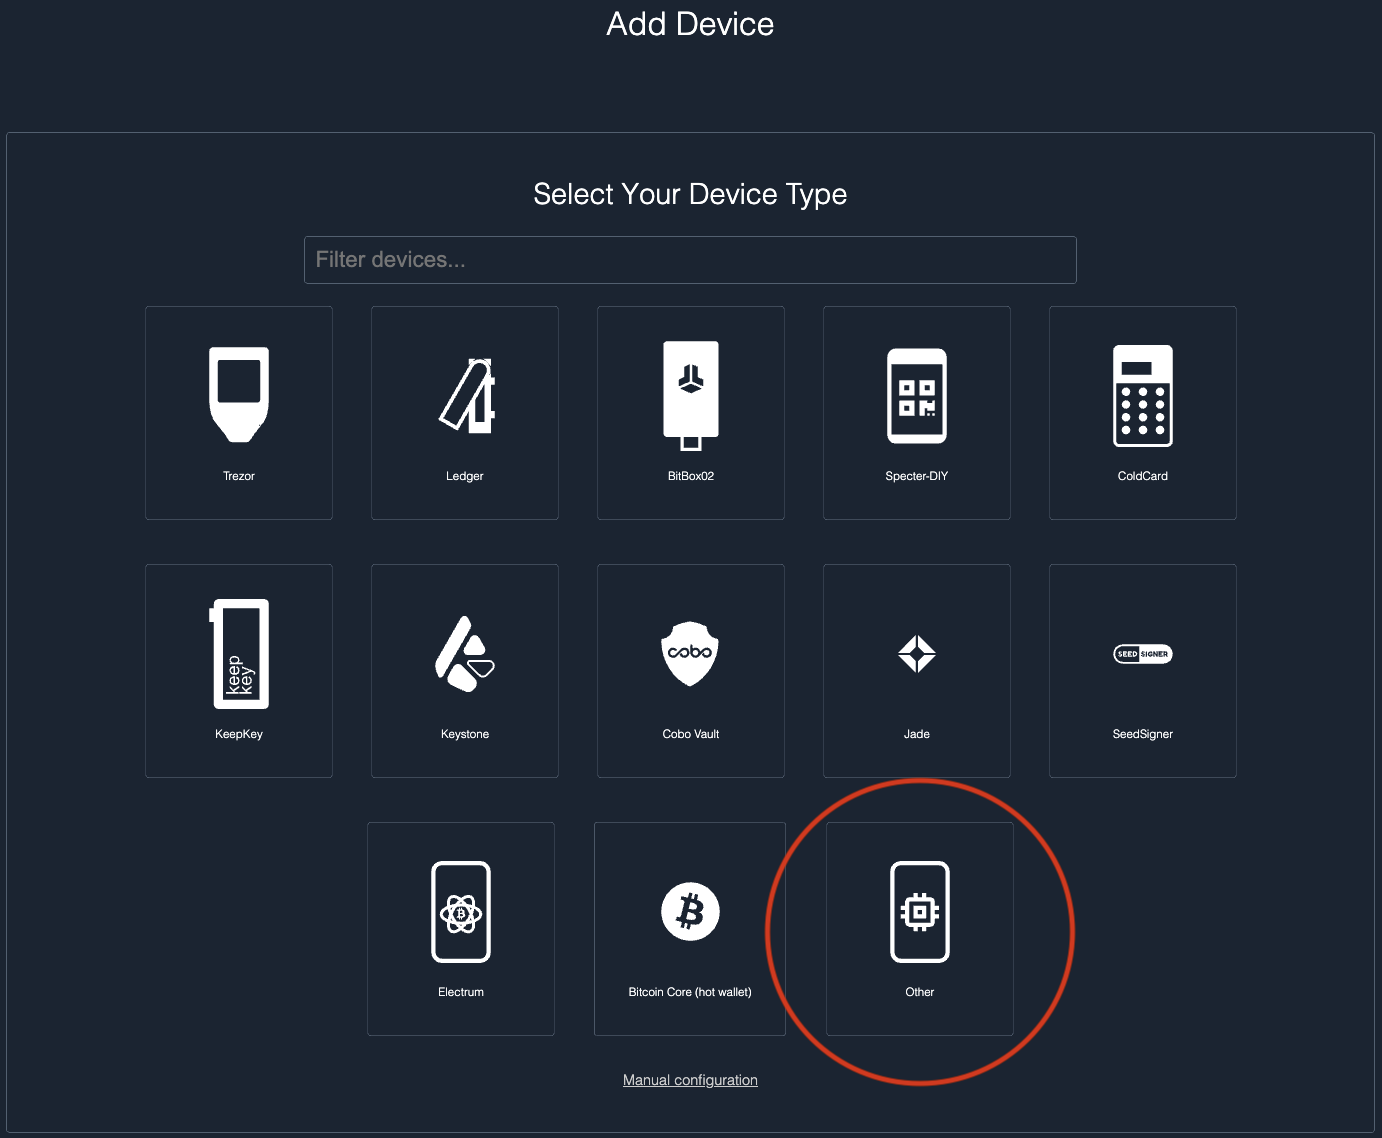 Add Device
Select Your Device Type
Filter devices...
Trezor
Ledger
BitBox02
Specter-DIY
ColdCard
keep
key
KeepKey
Keystone
cobo
Cobo Vault
Jade
SEED SIGNER
SeedSigner
Electrum
Bitcoin Core (hot wallet)
Other
Manual configuration